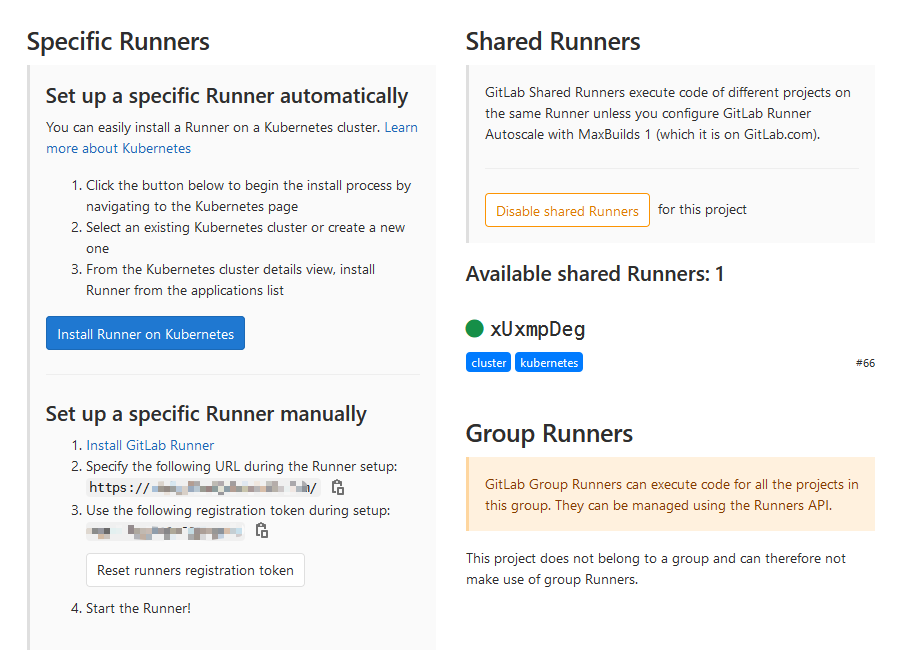 Specific Runners
Set up a specific Runner automatically
You can easily install a Runner on a Kubernetes cluster. Learn
more about Kubernetes
1. Click the button below to begin the install process by
navigating to the Kubernetes page
2. Select an existing Kubernetes cluster or create a new
one
3. From the Kubernetes cluster details view, install
Runner from the applications list
Install Runner on Kubernetes
Set up a specific Runner manually
1. Install GitLab Runner
2. Specify the following URL during the Runner setup:
https:// /
3. Use the following registration token during setup:
Reset runners registration token
4. Start the Runner!
Shared Runners
GitLab Shared Runners execute code of different projects on
the same Runner unless you configure GitLab Runner
Autoscale with MaxBuilds 1 (which it is on GitLab.com).
Disable shared Runners for this project
Available shared Runners: 1
xUxmpDeg
cluster kubernetes #66
Group Runners
GitLab Group Runners can execute code for all the projects in
this group. They can be managed using the Runners API.
This project does not belong to a group and can therefore not
make use of group Runners.